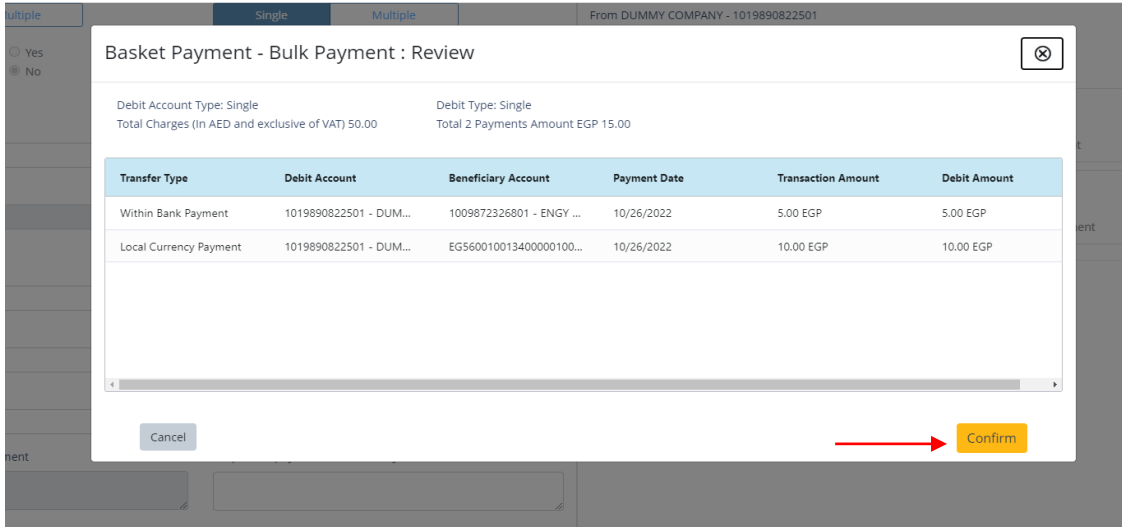 Multiple Single Multiple From DUMMY COMPANY - 1019890822501
Yes
No
Basket Payment - Bulk Payment : Review
Debit Account Type: Single Debit Type: Single
Total Charges (In AED and exclusive of VAT) 50.00 Total 2 Payments Amount EGP 15.00
Transfer Type Debit Account Beneficiary Account Payment Date Transaction Amount Debit Amount
Within Bank Payment 1019890822501 - DUM... 1009872326801 - ENGY ... 10/26/2022 5.00 EGP 5.00 EGP
Local Currency Payment 1019890822501 - DUM... EG560010013400000100... 10/26/2022 10.00 EGP 10.00 EGP
Cancel Confirm